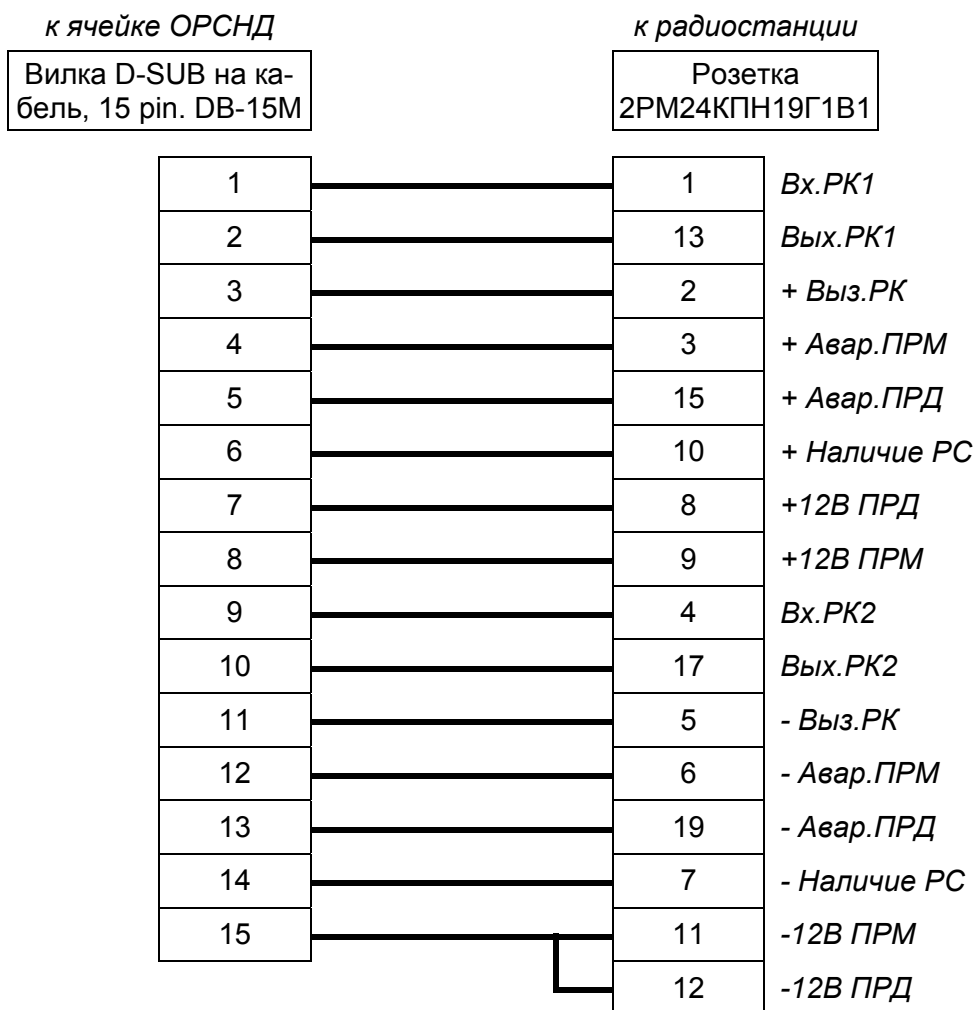 к ячейке ОРСНД к радиостанции
Вилка D-SUB на ка- Розетка
бель, 15 pin. DB-15M 2РМ24КПН19Г1В1
1 1 Вх.РК1
2 13 Вых.РК1
3 2 + Выз.РК
4 3 + Авар.ПРМ
5 15 + Авар.ПРД
6 10 + Наличие РС
7 8 +12В ПРД
8 9 +12В ПРМ
9 4 Вх.РК2
10 17 Вых.РК2
11 5 - Выз.РК
12 6 - Авар.ПРМ
13 19 - Авар.ПРД
14 7 - Наличие РС
15 11 -12В ПРМ
12 -12В ПРД